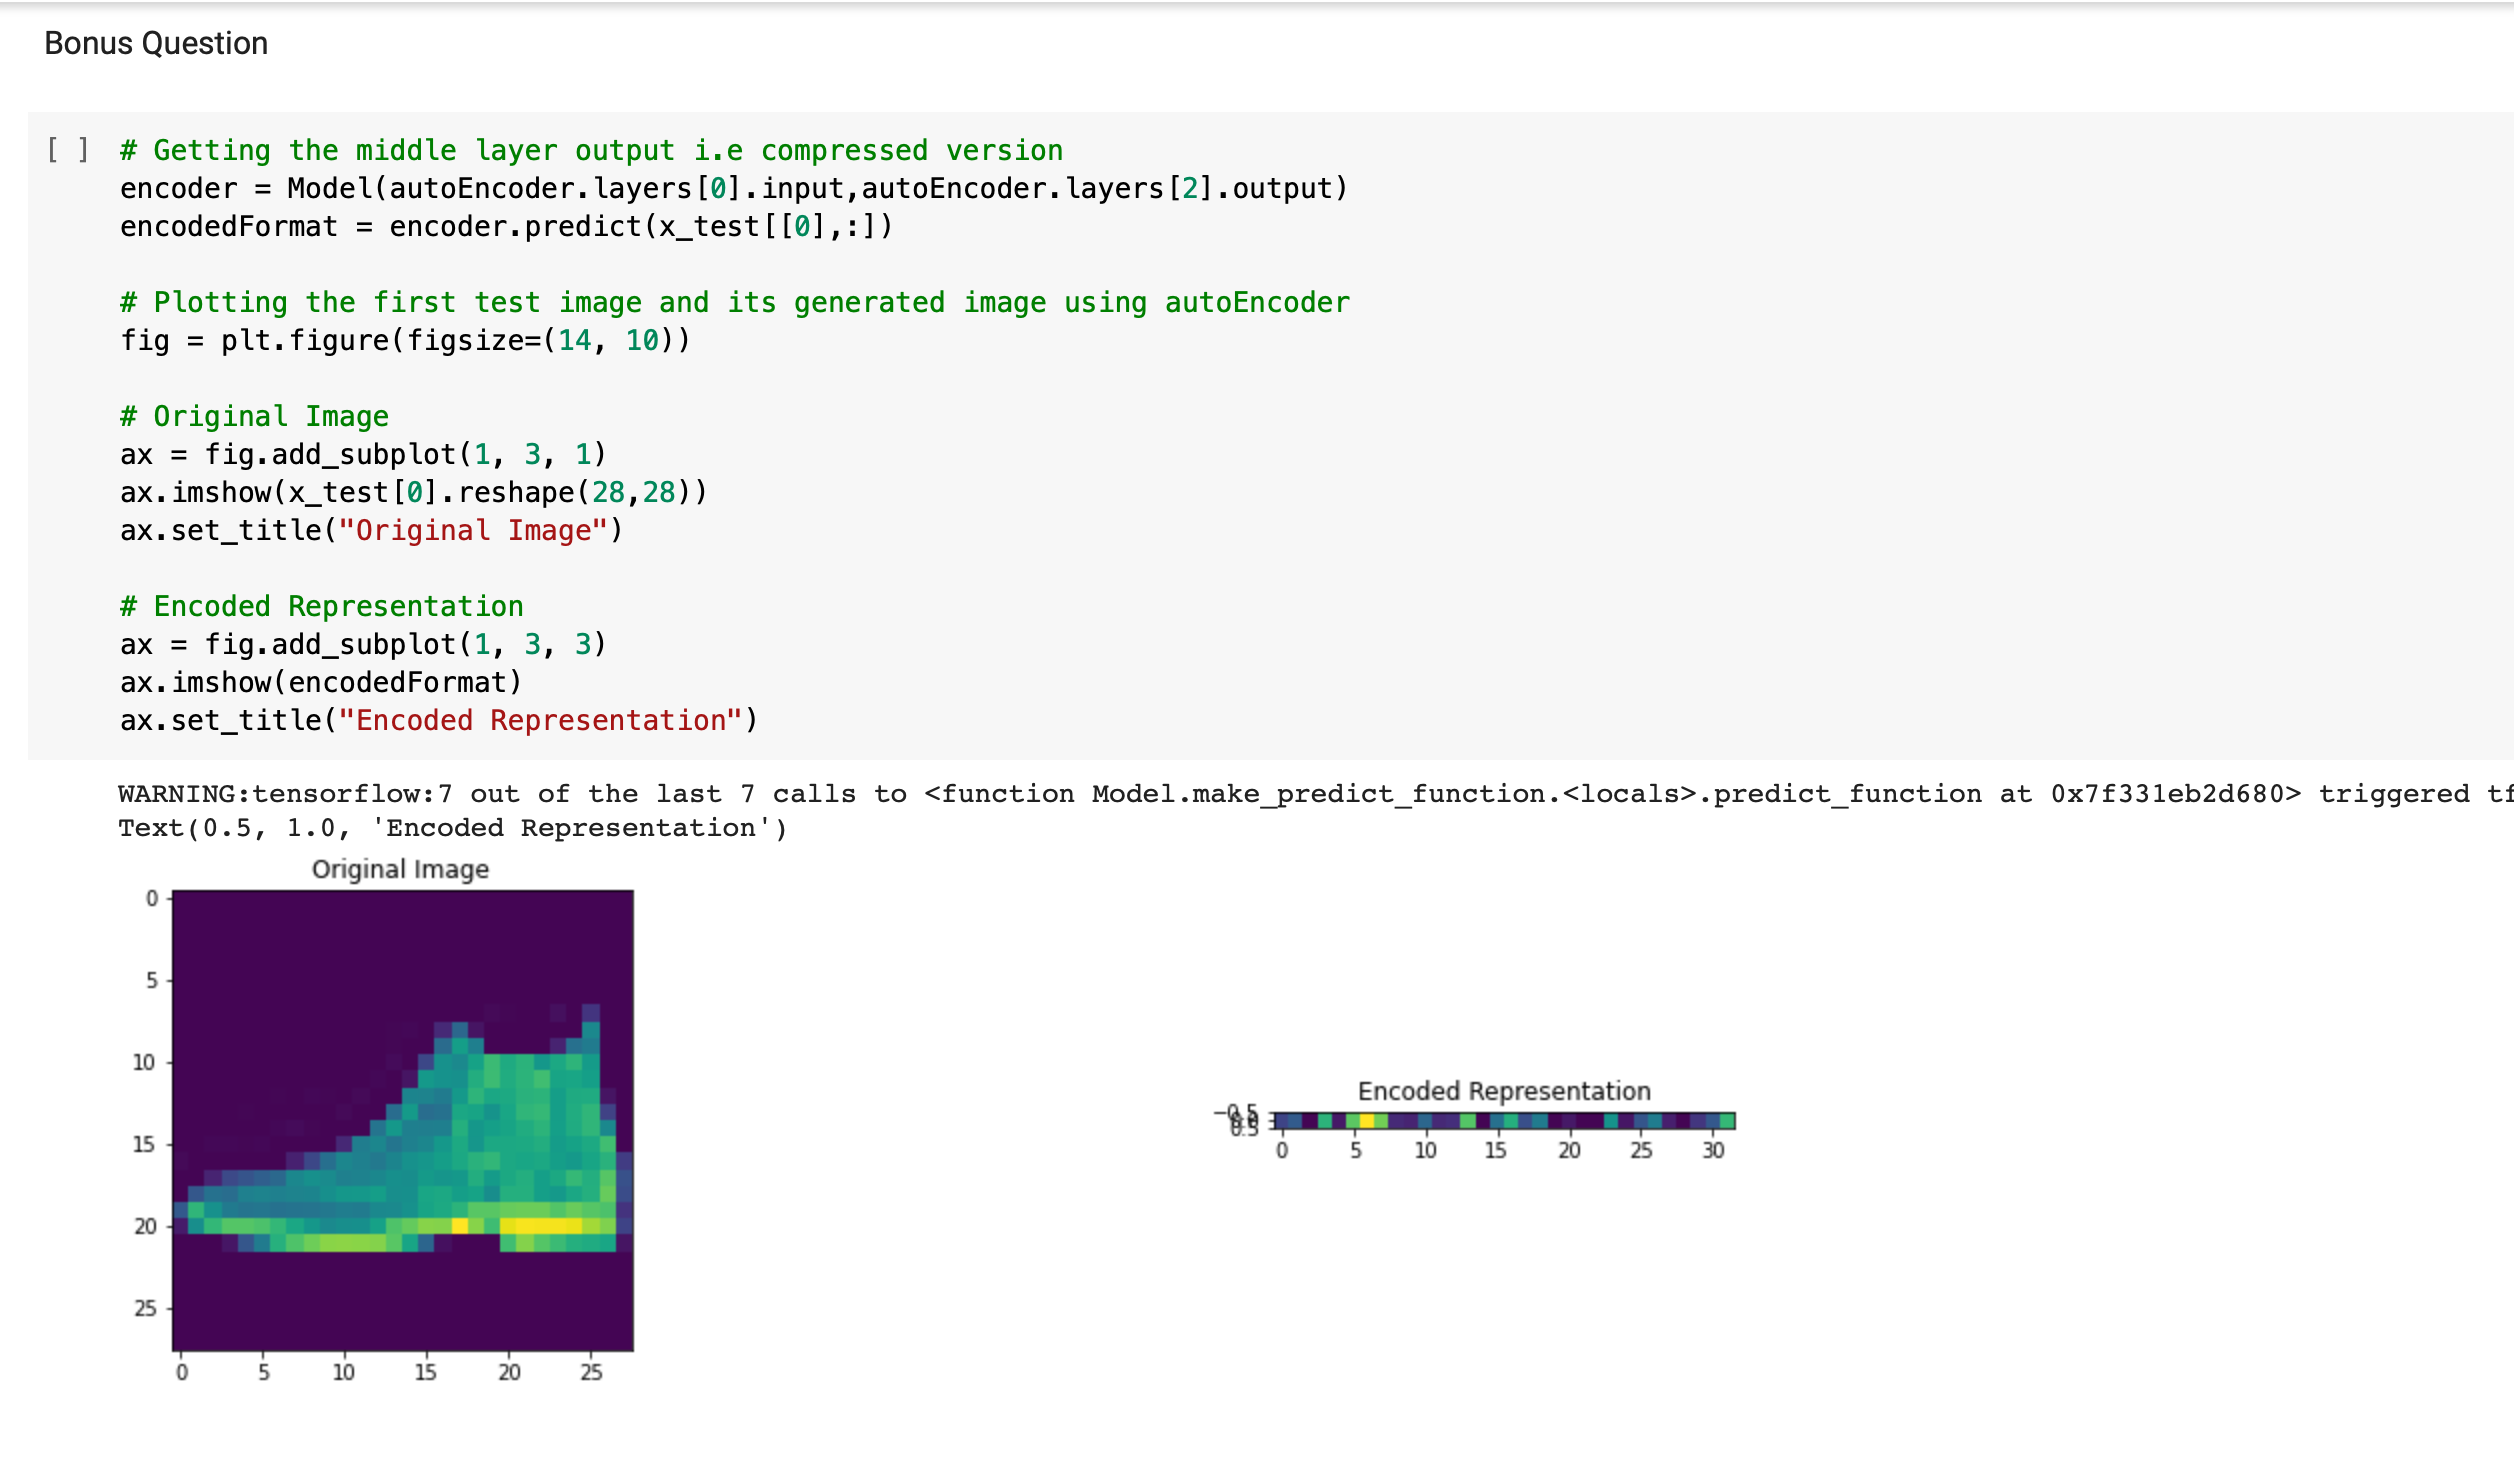 Bonus Question
[ ] # Getting the middle layer output i.e compressed version
encoder = Model(autoEncoder.layers[0].input,autoEncoder.layers[2].output)
encodedFormat = encoder.predict(x_test[[0],:])
# Plotting the first test image and its generated image using autoEncoder
fig = plt.figure(figsize=(14, 10))
# Original Image
ax = fig.add_subplot(1, 3, 1)
ax.imshow(x_test[0].reshape(28,28))
ax.set_title("Original Image")
# Encoded Representation
ax = fig.add_subplot(1, 3, 3)
ax.imshow(encodedFormat)
ax.set_title("Encoded Representation")
WARNING:tensorflow:7 out of the last 7 calls to <function Model.make_predict_function.<locals>.predict_function at 0x7f331eb2d680> triggered tf
Text(0.5, 1.0, 'Encoded Representation')
Original Image
0
5
10
15
20
25
0 5 10 15 20 25
Encoded Representation
0 5 10 15 20 25 30